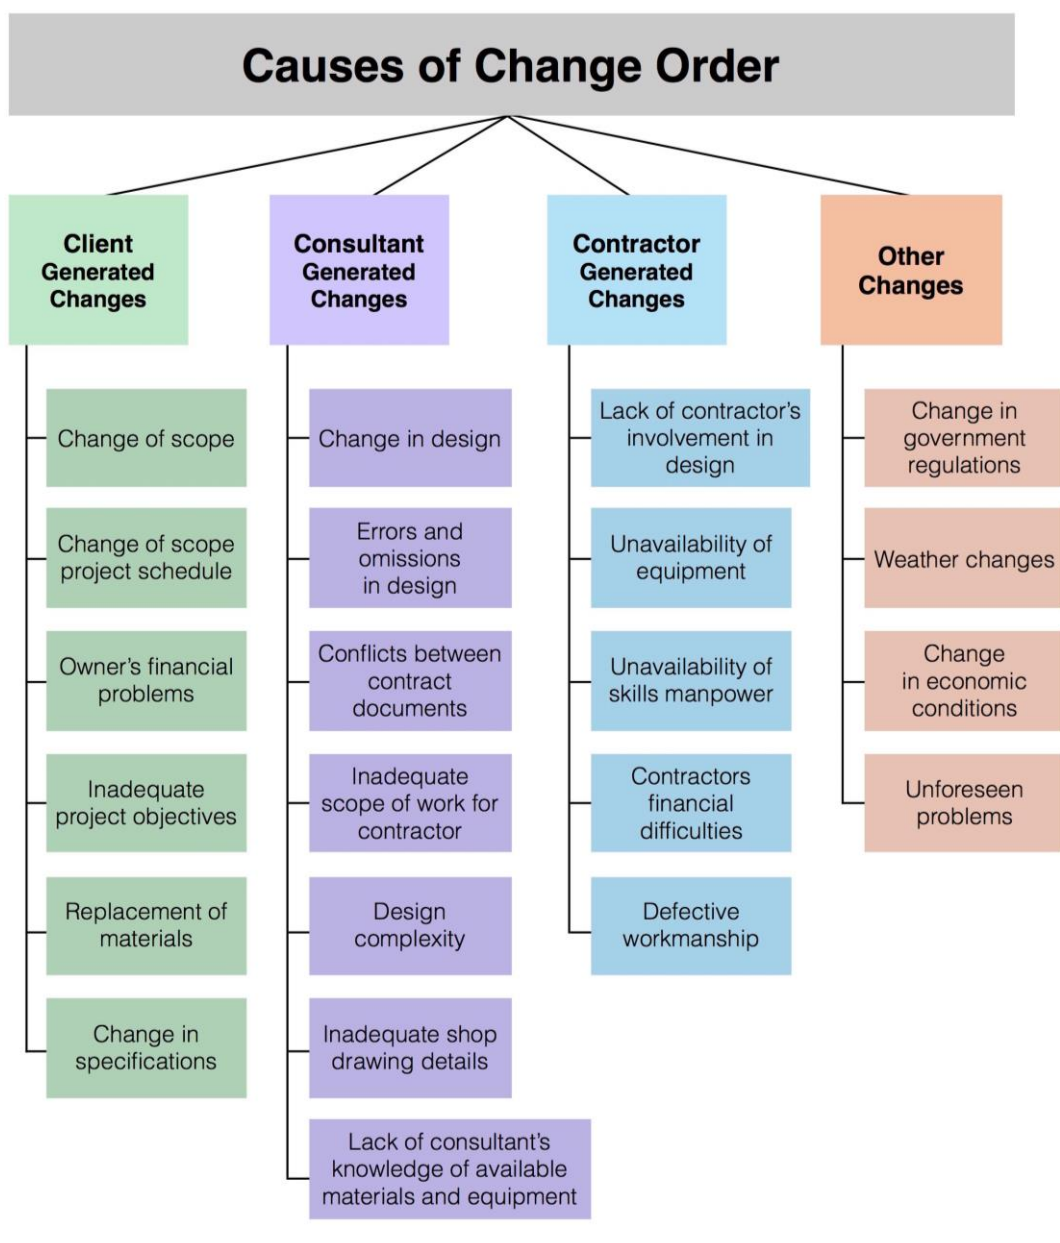 Causes of Change Order
Client
Generated
Changes
Change of scope
Change of scope
project schedule
Owner's financial
problems
Inadequate
project objectives
Replacement of
materials
Change in
specifications
Consultant
Generated
Changes
Change in design
Errors and
omissions
in design
Conflicts between
contract
documents
Inadequate
scope of work for
contractor
Design
complexity
Inadequate shop
drawing details
Lack of consultant's
knowledge of available
materials and equipment
Contractor
Generated
Changes
Lack of contractor's
involvement in
design
Unavailability of
equipment
Unavailability of
skills manpower
Contractors
financial
difficulties
Defective
workmanship
Other
Changes
Change in
government
regulations
Weather changes
Change
in economic
conditions
Unforeseen
problems